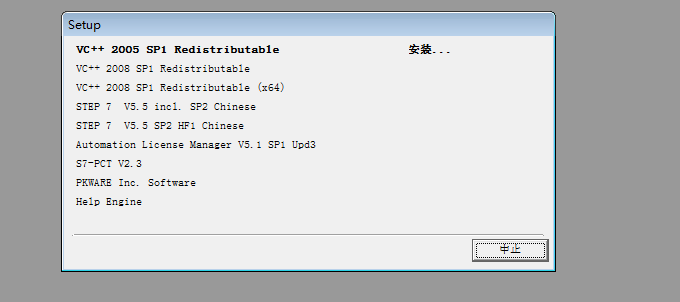 Setup
VC++ 2005 SP1 Redistributable 安装...
VC++ 2008 SP1 Redistributable
VC++ 2008 SP1 Redistributable (x64)
STEP 7  V5.5 incl. SP2 Chinese
STEP 7  V5.5 SP2 HF1 Chinese
Automation License Manager V5.1 SP1 Upd3
S7-PCT V2.3
PKWARE Inc. Software
Help Engine
中止